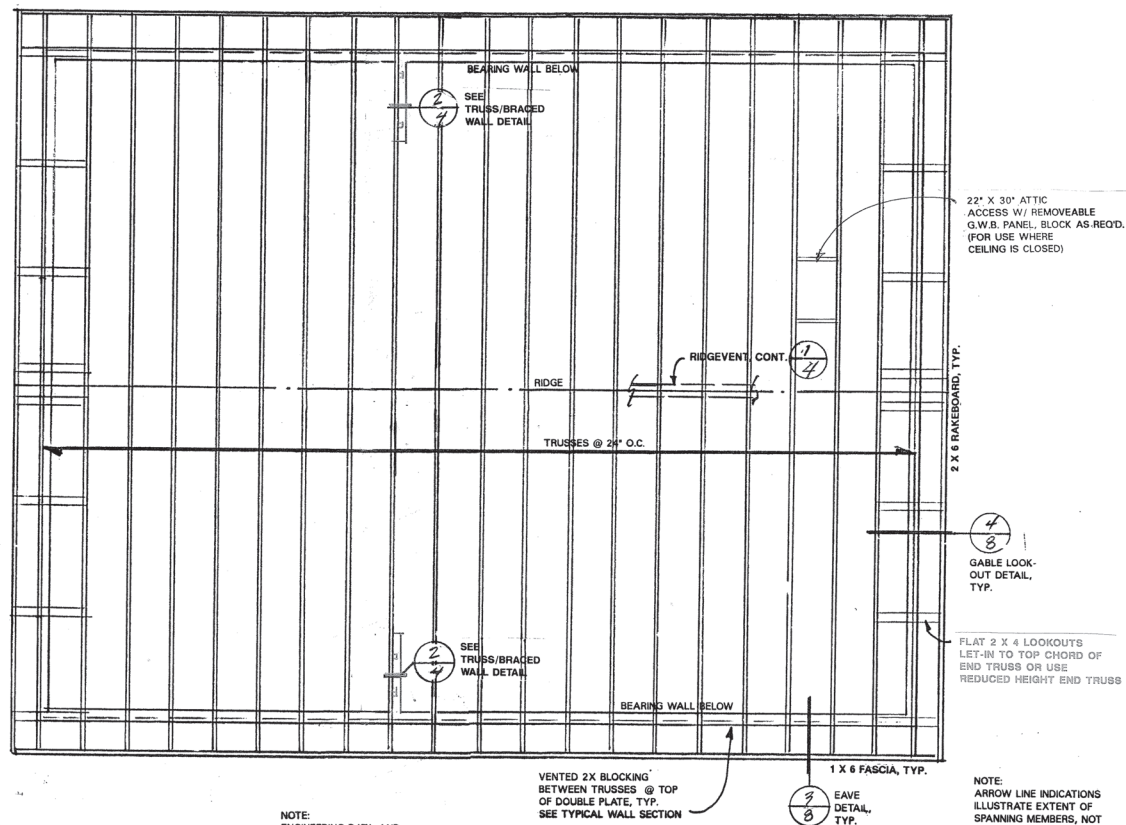 BEARING WALL BELOW
2
4
SEE
TRUSS/BRACED
WALL DETAIL
22" X 30" ATTIC
ACCESS W/ REMOVEABLE
G.W.B. PANEL, BLOCK AS REQ'D.
(FOR USE WHERE
CEILING IS CLOSED)
RIDGEVENT, CONT.
1
4
RIDGE
2 X 6 RAKEBOARD, TYP.
TRUSSES @ 24" O.C.
4
8
GABLE LOOK-
OUT DETAIL,
TYP.
2
4
SEE
TRUSS/BRACED
WALL DETAIL
FLAT 2 X 4 LOOKOUTS
LET-IN TO TOP CHORD OF
END TRUSS OR USE
REDUCED HEIGHT END TRUSS
BEARING WALL BELOW
1 X 6 FASCIA, TYP.
VENTED 2X BLOCKING
BETWEEN TRUSSES @ TOP
OF DOUBLE PLATE, TYP.
SEE TYPICAL WALL SECTION
3
8
EAVE
DETAIL,
TYP.
NOTE:
ARROW LINE INDICATIONS
ILLUSTRATE EXTENT OF
SPANNING MEMBERS, NOT
NOTE: